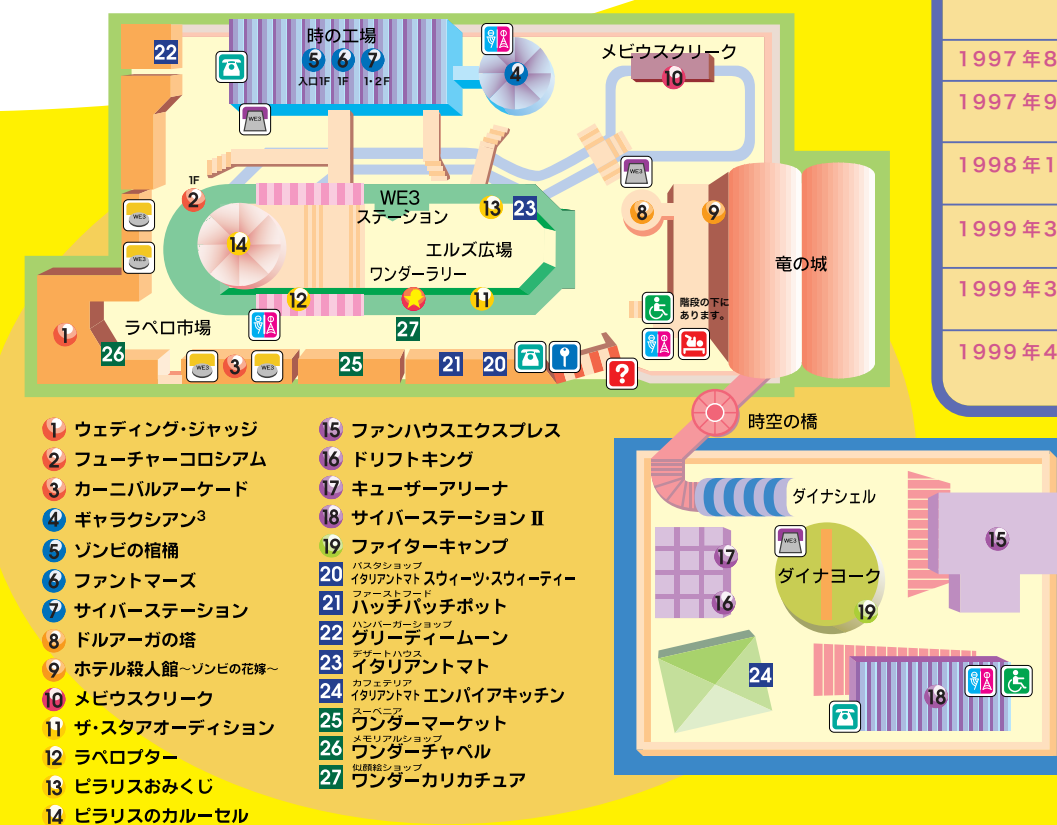 22
時の工場
5 6 7
入口1F 1F 1・2F
4
メビウスクリーク
10
WE3
WE3
1F
2
WE3
ステーション
13
23
8
9
WE3
WE3
14
エルズ広場
ワンダーラリー
竜の城
12
11
27
階段の下に
あります。
ラペロ市場
1
26
WE3
3
WE3
25
21
20
?
時空の橋
ダイナシェル
WE3
15
17
ダイナヨーク
16
19
24
18
1997年8
1997年9
1998年1
1999年3
1999年3
1999年4
1 ウェディング・ジャッジ
2 フューチャーコロシアム
3 カーニバルアーケード
4 ギャラクシアン3
5 ゾンビの棺桶
6 ファントマーズ
7 サイバーステーション
8 ドルアーガの塔
9 ホテル殺人館~ゾンビの花嫁~
10 メビウスクリーク
11 ザ・スタアオーディション
12 ラペロプター
13 ピラリスおみくじ
14 ピラリスのカルーセル
15 ファンハウスエクスプレス
16 ドリフトキング
17 キューザーアリーナ
18 サイバーステーション II
19 ファイターキャンプ
パスタショップ
20 イタリアントマト スウィーツ・スウィーティー
ファーストフード
21 ハッチパッチポット
ハンバーガーショップ
22 グリーディームーン
デザートハウス
23 イタリアントマト
カフェテリア
24 イタリアントマト エンパイアキッチン
スーベニア
25 ワンダーマーケット
メモリアルショップ
26 ワンダーチャペル
似顔絵ショップ
27 ワンダーカリカチュア